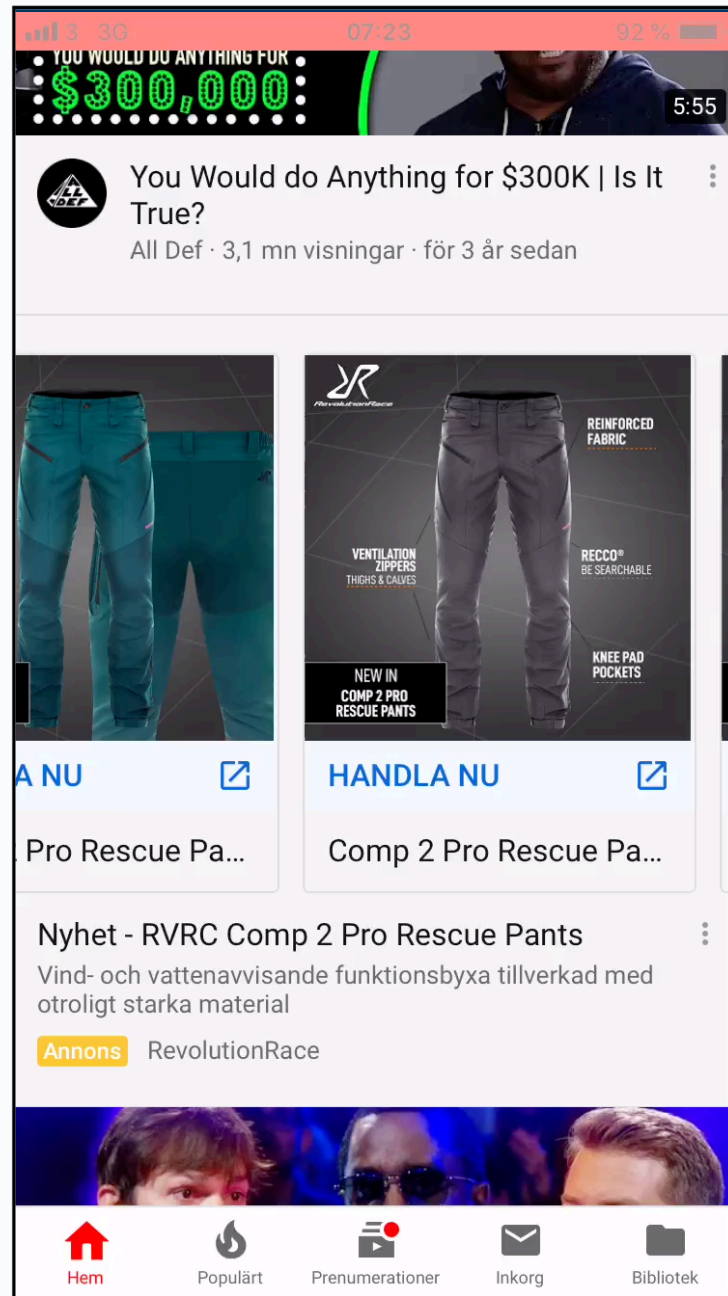 3 3G 07:23 92 %
YOU WOULD DO ANYTHING FOR
$300,000
5:55
LL
DEF
You Would do Anything for $300K | Is It
True?
All Def · 3,1 mn visningar · för 3 år sedan
RevolutionRace
REINFORCED
FABRIC
VENTILATION
ZIPPERS
THIGHS & CALVES
RECCO®
BE SEARCHABLE
KNEE PAD
POCKETS
NEW IN
COMP 2 PRO
RESCUE PANTS
A NU
HANDLA NU
Pro Rescue Pa...
Comp 2 Pro Rescue Pa...
Nyhet - RVRC Comp 2 Pro Rescue Pants
Vind- och vattenavvisande funktionsbyxa tillverkad med
otroligt starka material
Annons RevolutionRace
Hem Populärt Prenumerationer Inkorg Bibliotek